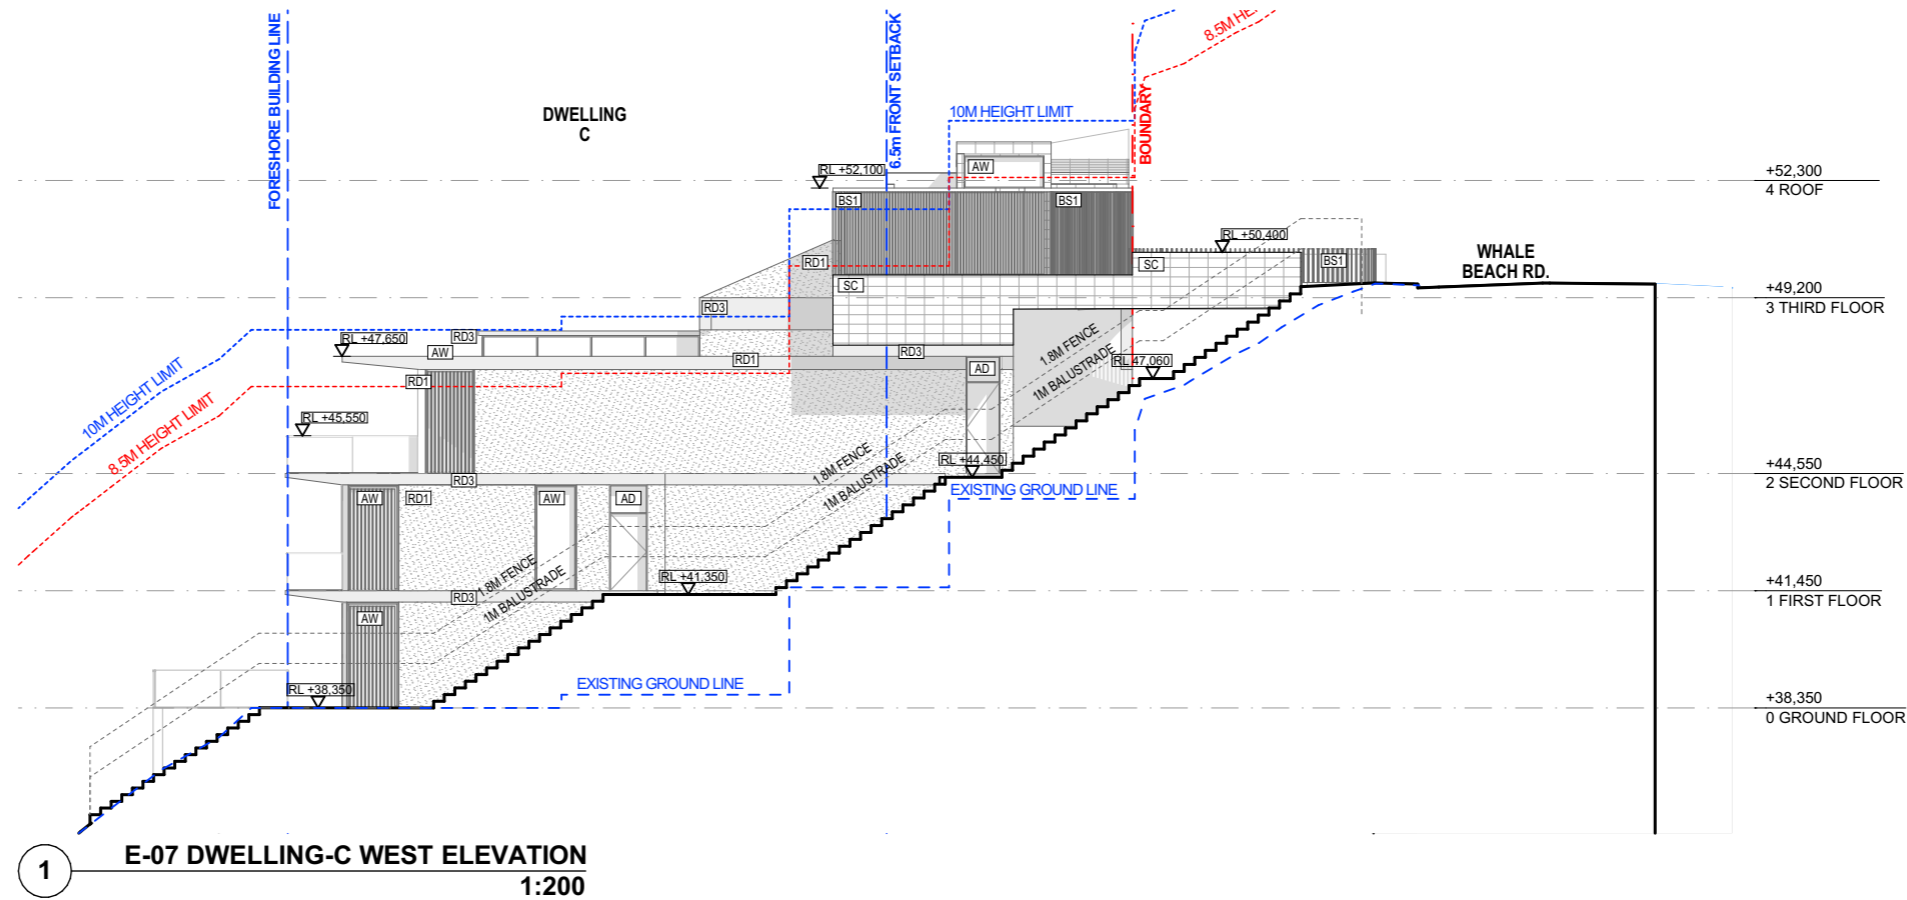 FORESHORE BUILDING LINE
6.5m FRONT SETBACK
BOUNDARY
8.5M HE
DWELLING
C
10M HEIGHT LIMIT
RL +52,100
AW
+52,300
4 ROOF
BS1
BS1
RL +50,400
WHALE
BEACH RD.
RD1
SC
BS1
SC
+49,200
3 THIRD FLOOR
RD3
RL +47,650
RD3
AW
RD1
RD3
1.8M FENCE
1M BALUSTRADE
RL 47,060
AD
RD1
10M HEIGHT LIMIT
8.5M HEIGHT LIMIT
RL +45,550
RL +44,450
1.8M FENCE
1M BALUSTRADE
+44,550
2 SECOND FLOOR
RD3
EXISTING GROUND LINE
AW
RD1
AW
AD
RL +41,350
1.8M FENCE
1M BALUSTRADE
+41,450
1 FIRST FLOOR
RD3
AW
EXISTING GROUND LINE
RL +38,350
+38,350
0 GROUND FLOOR
1
E-07 DWELLING-C WEST ELEVATION
1:200